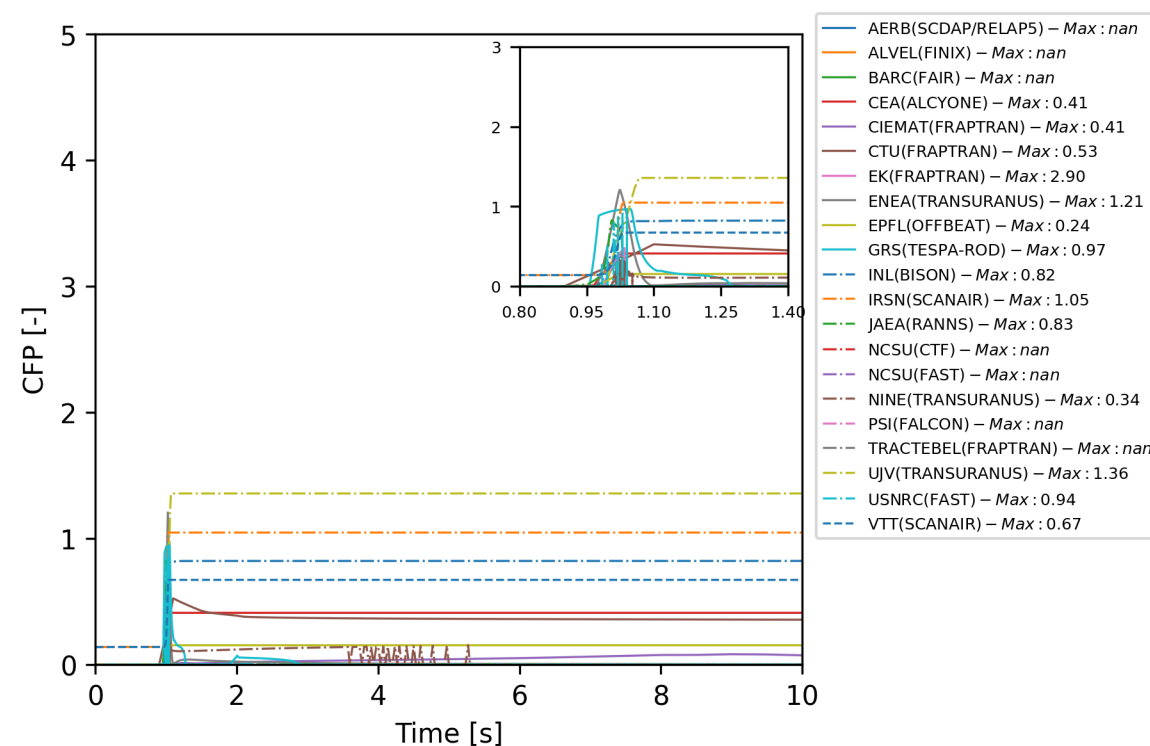 5
4
3
2
1
0
CFP [-]
0
2
4
6
8
10
Time [s]
3
2
1
0
0.80
0.95
1.10
1.25
1.40
AERB(SCDAP/RELAP5) − Max : nan
ALVEL(FINIX) − Max : nan
BARC(FAIR) − Max : nan
CEA(ALCYONE) − Max : 0.41
CIEMAT(FRAPTRAN) − Max : 0.41
CTU(FRAPTRAN) − Max : 0.53
EK(FRAPTRAN) − Max : 2.90
ENEA(TRANSURANUS) − Max : 1.21
EPFL(OFFBEAT) − Max : 0.24
GRS(TESPA-ROD) − Max : 0.97
INL(BISON) − Max : 0.82
IRSN(SCANAIR) − Max : 1.05
JAEA(RANNS) − Max : 0.83
NCSU(CTF) − Max : nan
NCSU(FAST) − Max : nan
NINE(TRANSURANUS) − Max : 0.34
PSI(FALCON) − Max : nan
TRACTEBEL(FRAPTRAN) − Max : nan
UJV(TRANSURANUS) − Max : 1.36
USNRC(FAST) − Max : 0.94
VTT(SCANAIR) − Max : 0.67